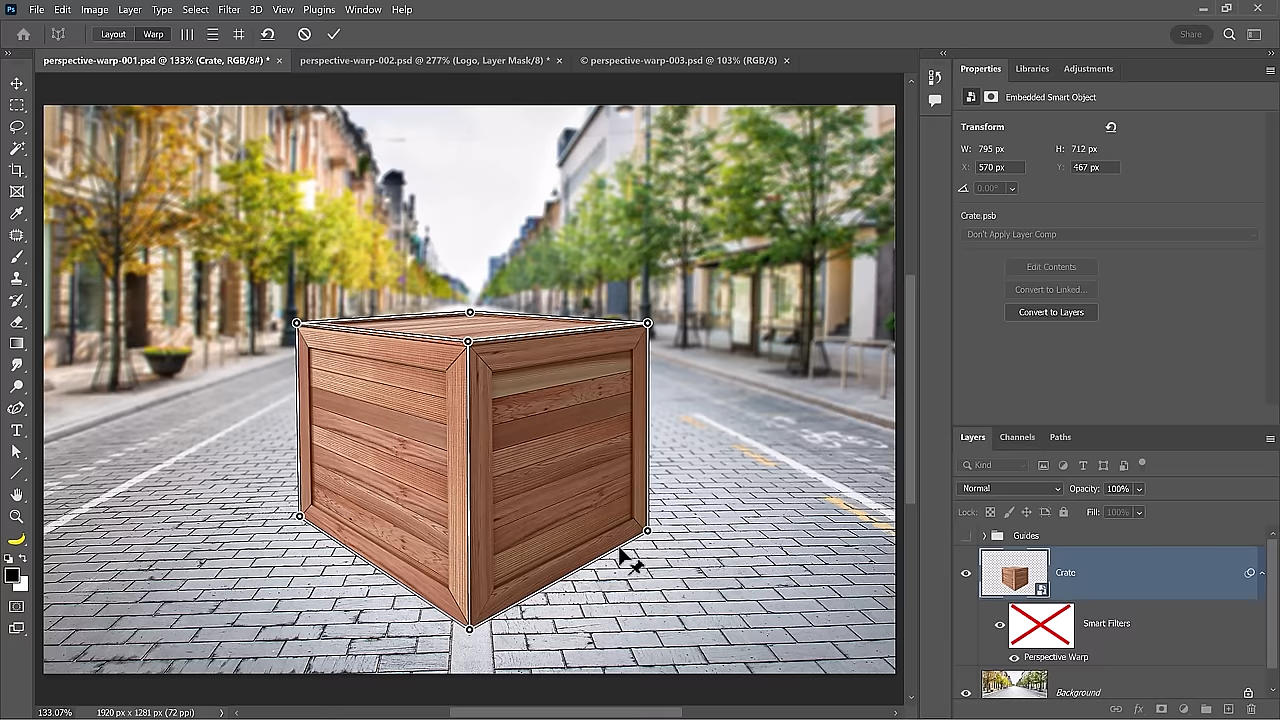 Ps File Edit Image Layer Type Select Filter 3D View Plugins Window Help
Layout Warp Share
perspective-warp-001.psd @ 133% (Crate, RGB/8#) * × perspective-warp-002.psd @ 277% (Logo, Layer Mask/8) * × © perspective-warp-003.psd @ 103% (RGB/8) ×
Properties Libraries Adjustments
Embedded Smart Object
Transform
W: 795 px H: 712 px
X: 570 px Y: 467 px
0.00°
Crate.psb
Don't Apply Layer Comp
Edit Contents
Convert to Linked...
Convert to Layers
Layers Channels Paths
Kind
Normal Opacity: 100%
Lock: Fill: 100%
Guides
Crate
Smart Filters
Perspective Warp
Background
133.07% 1920 px x 1281 px (72 ppi)
fx